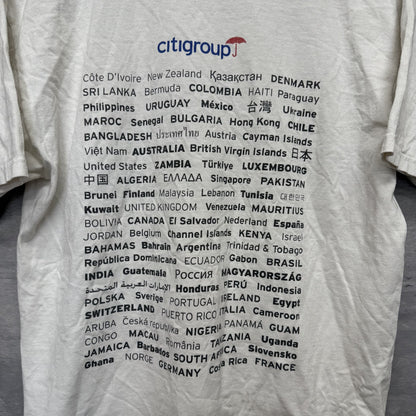 citigroup
Côte D'Ivoire New Zealand Қазақстан DENMARK
SRI LANKA Bermuda COLOMBIA HAITI Paraguay
Philippines URUGUAY México 台灣 Ukraine
MAROC Senegal BULGARIA Hong Kong CHILE
BANGLADESH ประเทศไทย Austria Cayman Islands
Việt Nam AUSTRALIA British Virgin Islands 日本
United States ZAMBIA Türkiye LUXEMBOURG
中国 ALGERIA ΕΛΛΑΔΑ Singapore PAKISTAN
Brunei Finland Malaysia Lebanon Tunisia 대한민국
Kuwait UNITED KINGDOM Venezuela MAURITIUS
BOLIVIA CANADA El Salvador Nederland España
JORDAN Belgium Channel Islands KENYA Israel
BAHAMAS Bahrain Argentina Trinidad & Tobago
República Dominicana ECUADOR Gabon BRASIL
INDIA Guatemala РОССИЯ MAGYARORSZÁG
الإمارات العربية المتحدة Honduras PERÚ Indonesia
POLSKA Sverige PORTUGAL IRELAND Egypt
SWITZERLAND PUERTO RICO ITALIA Cameroon
ARUBA Česká republika NIGERIA PANAMÁ GUAM
CONGO MACAU România TANZANIA Uganda
JAMAICA Barbados SOUTH AFRICA Slovensko
Ghana NORGE GERMANY Costa Rica FRANCE